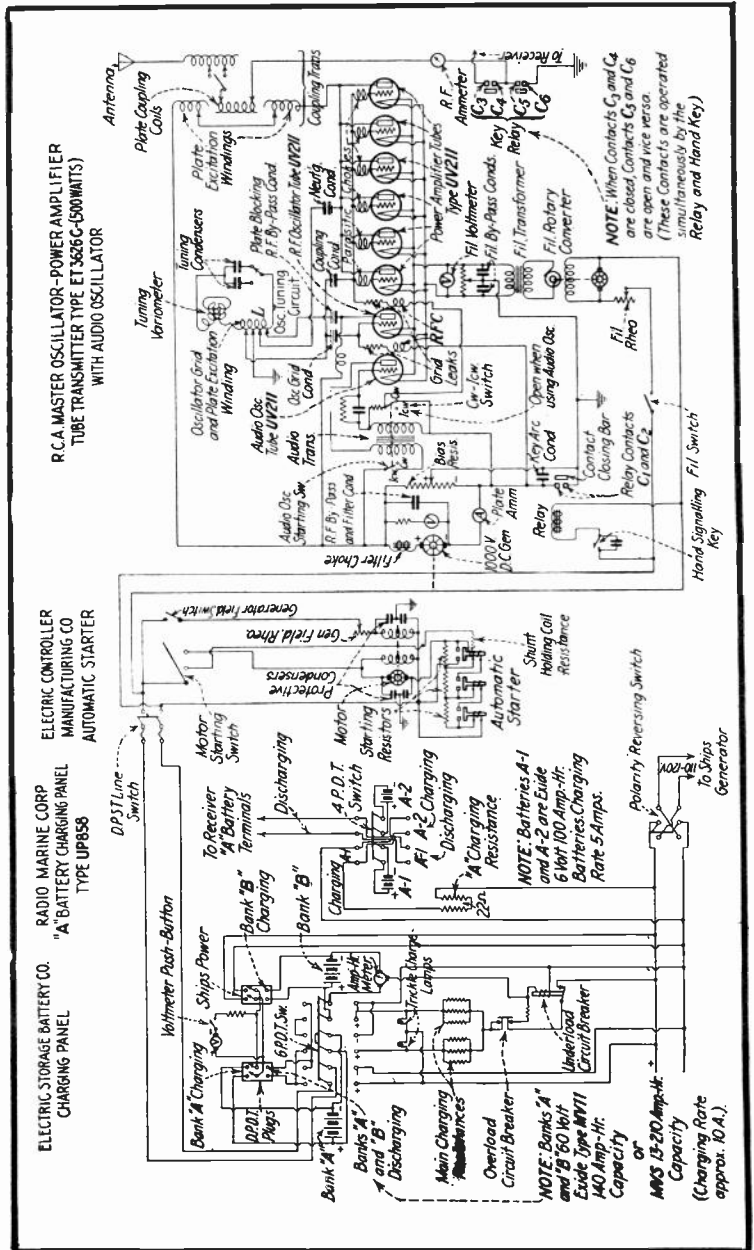 ELECTRIC STORAGE BATTERY CO.
CHARGING PANEL
RADIO MARINE CORP
"A" BATTERY CHARGING PANEL
TYPE UP858
ELECTRIC CONTROLLER
MANUFACTURING CO
AUTOMATIC STARTER
R.C.A. MASTER OSCILLATOR-POWER AMPLIFIER
TUBE TRANSMITTER TYPE ET 3626C-(500 WATTS)
WITH AUDIO OSCILLATOR
Voltmeter Push-Button
Ships Power
Bank "B"
Charging
Bank "B"
Bank "A" Charging
D.P.D.T.
Plugs
6 P.D.T. Sw.
Bank "A"
Banks "A"
and "B"
Discharging
Amp-Hr.
Meter
Trickle Charge
Lamps
Main Charging
Resistances
Overload
Circuit Breaker
Underload
Circuit Breaker
NOTE: Banks "A"
and "B" 60 Volt
Exide Type MV11
140 Amp-Hr.
Capacity
or
MVS 13-210 Amp-Hr.
Capacity
(Charging Rate
approx. 10 A.)
To Receiver
"A" Battery
Terminals
Discharging
4 P.D.T.
Switch
Charging
A-1
A-2
A-1
A-1 A-2
Charging
Discharging
"A" Charging
Resistance
22Ω
NOTE: Batteries A-1
and A-2 are Exide
6 Volt 100 Amp-Hr.
Batteries. Charging
Rate 5 Amps.
Polarity Reversing Switch
110-120V
To Ships
Generator
D.P.S.T Line
Switch
Motor
Starting
Switch
Generator Field Switch
Gen Field. Rheo.
Protective
Condensers
Motor
Starting
Resistors
Automatic
Starter
Shunt
Holding Coil
Resistance
Antenna
Plate Coupling
Coils
Plate
Excitation
Windings
Coupling Trans
Tuning
Condensers
Tuning
Variometer
Oscillator Grid
and Plate Excitation
Winding
L
Osc Tuning
Circuit
Plate Blocking
R.F. By-Pass Cond.
R.F. Oscillator Tube UV211
Coupling
Cond
Neutg.
Cond
Parasitic Chokes
Osc Grid
Cond
Audio Osc
Tube UV211
Audio
Trans
Audio Osc
Starting Sw
Icw
Cw
Cw
Icw
A
R.F. By-Pass
and Filter Cond
Filter Choke
Bias
Resis.
V
A
1000 V
D.C Gen
Plate
Amm
Grid
Leaks
RFC
Cw-Icw.
Switch
Open when
using Audio Osc
Power Amplifier Tubes
Type UV211
V
Fil Voltmeter
Fil By-Pass Conds.
Fil. Transformer
Fil. Rotary
Converter
Fil
Rheo
R.F.
Ammeter
To Receiver
Key
Relay
C3
C4
C5
C6
NOTE: When Contacts C3 and C4
are closed, Contacts C5 and C6
are open and vice versa.
(These Contacts are operated
simultaneously by the
Relay and Hand Key.)
Key Arc
Cond
Contact
Closing Bar
Relay Contacts
C1 and C2
Relay
Hand Signalling
Key
Fil Switch